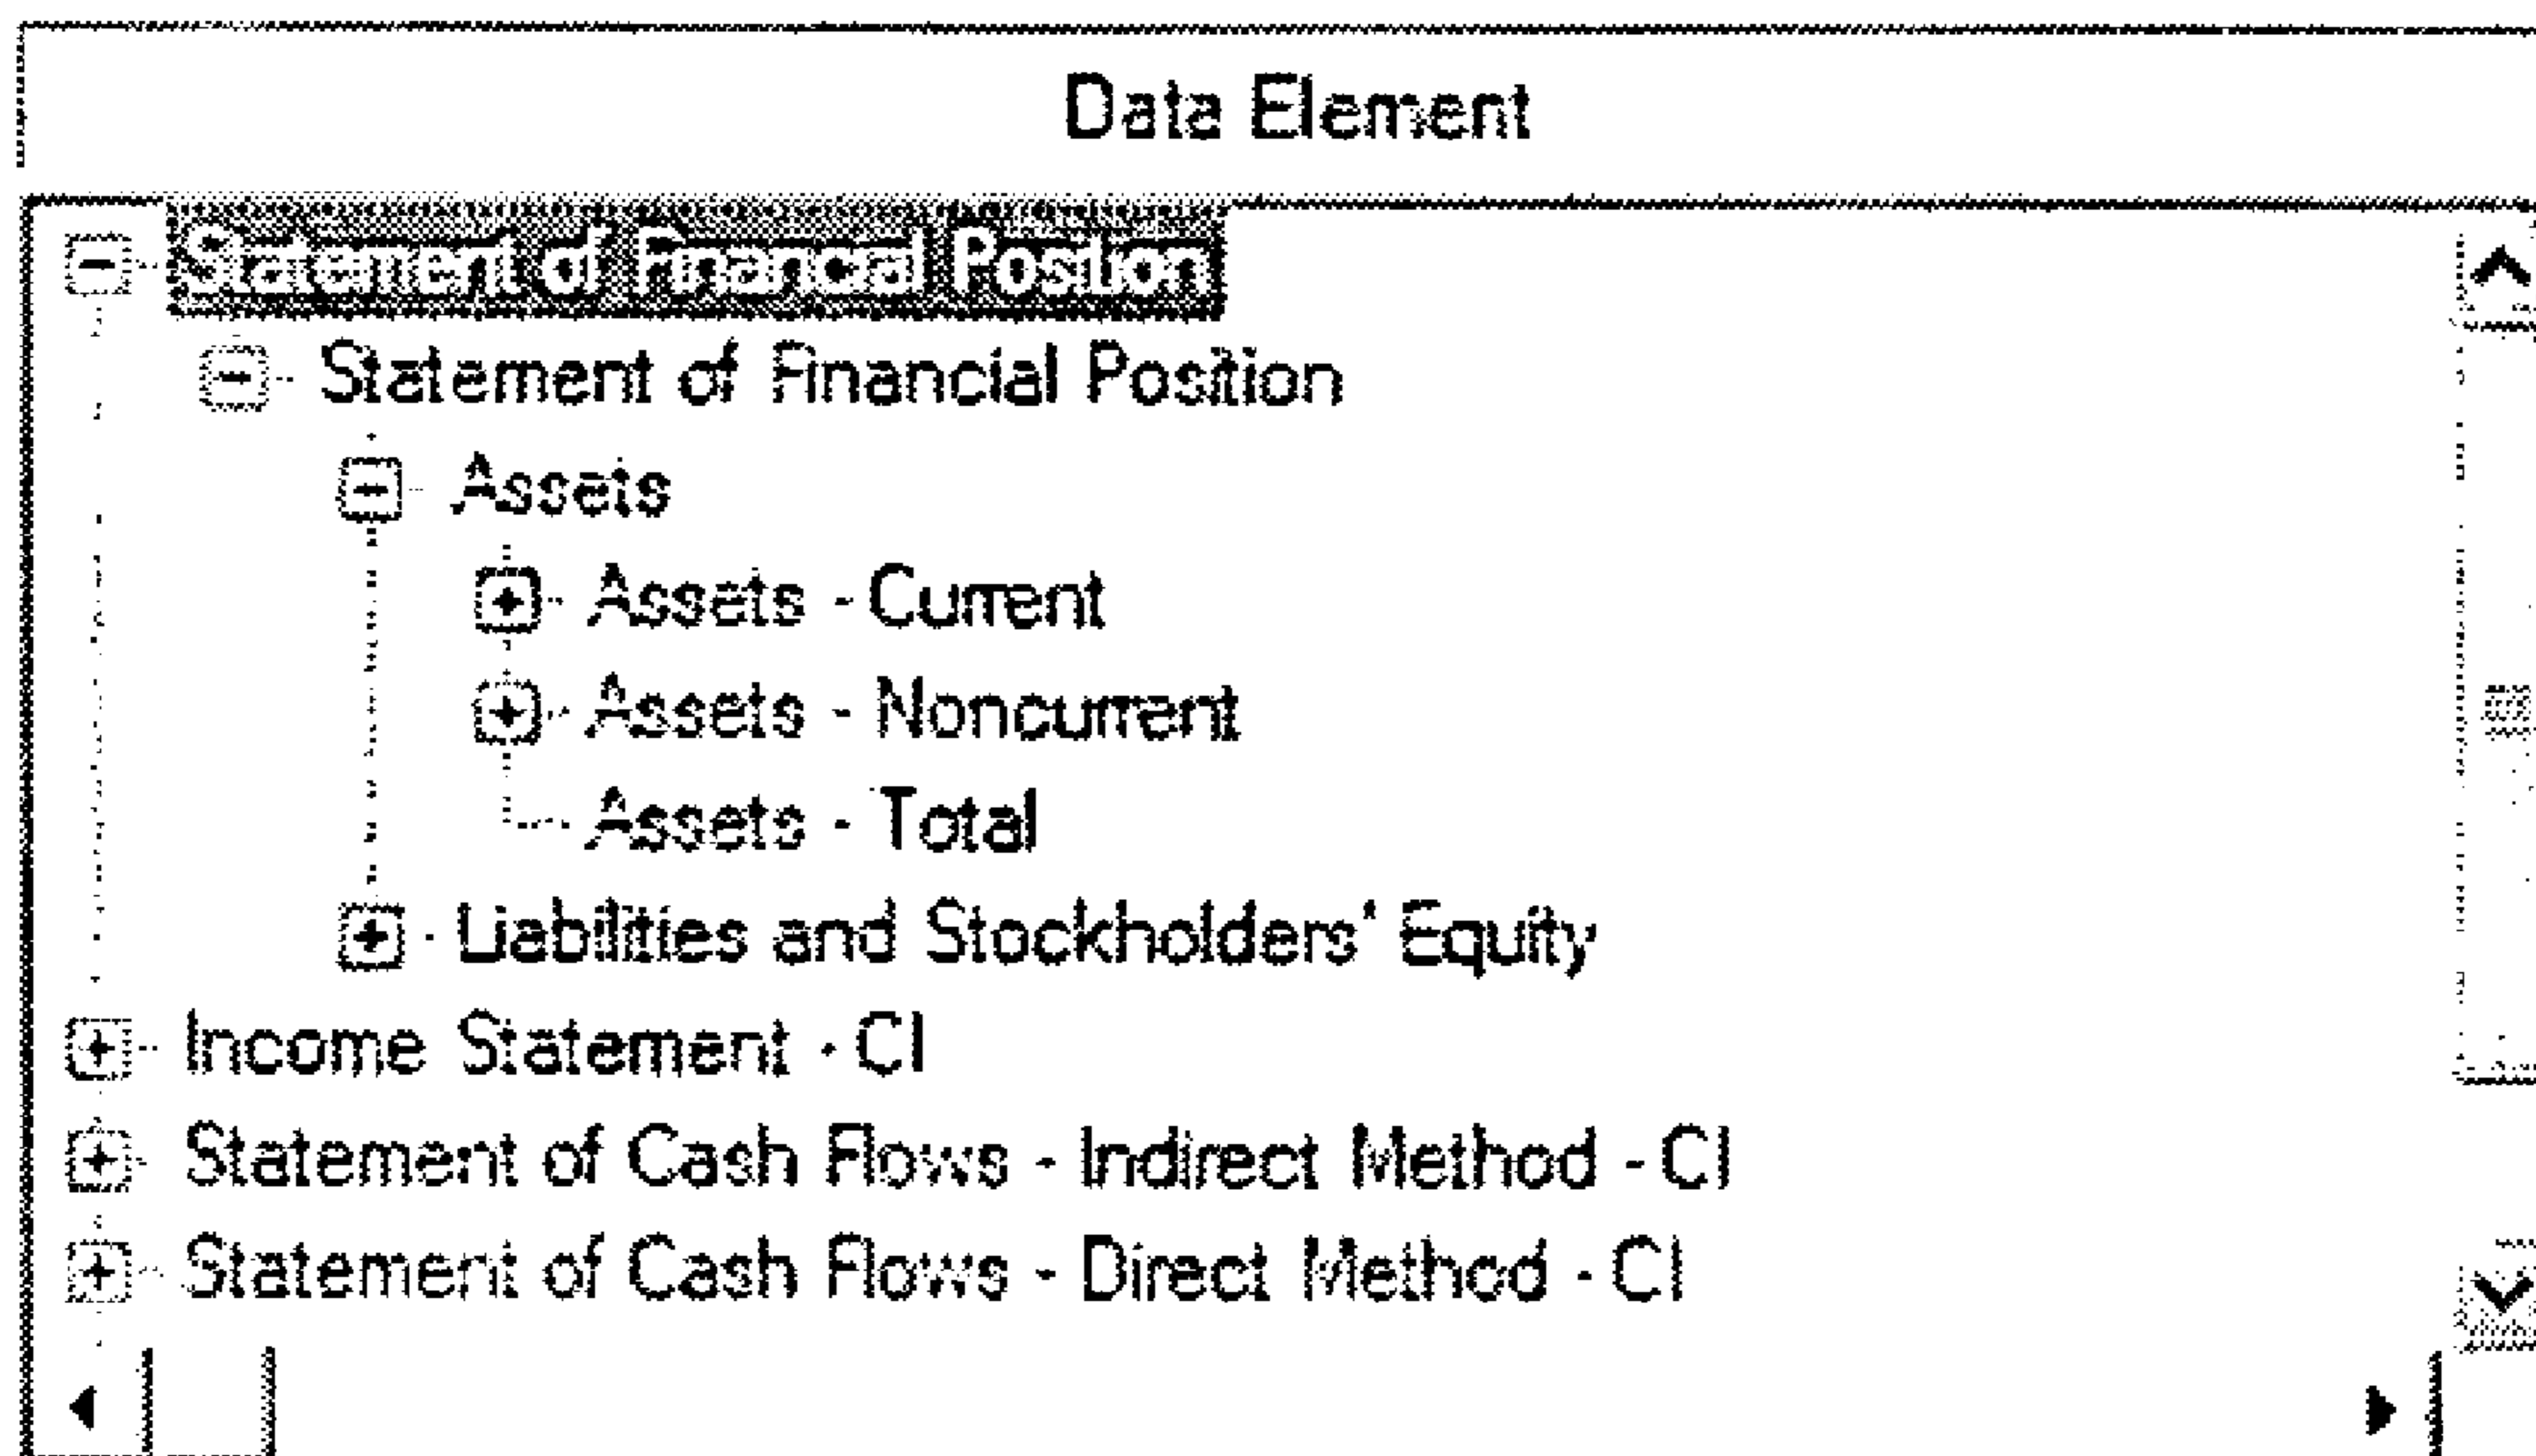 Data Element
Statement of Financial Position
Statement of Financial Position
Assets
Assets - Current
Assets - Noncurrent
Assets - Total
Liabilities and Stockholders' Equity
Income Statement - CI
Statement of Cash Flows - Indirect Method - CI
Statement of Cash Flows - Direct Method - CI